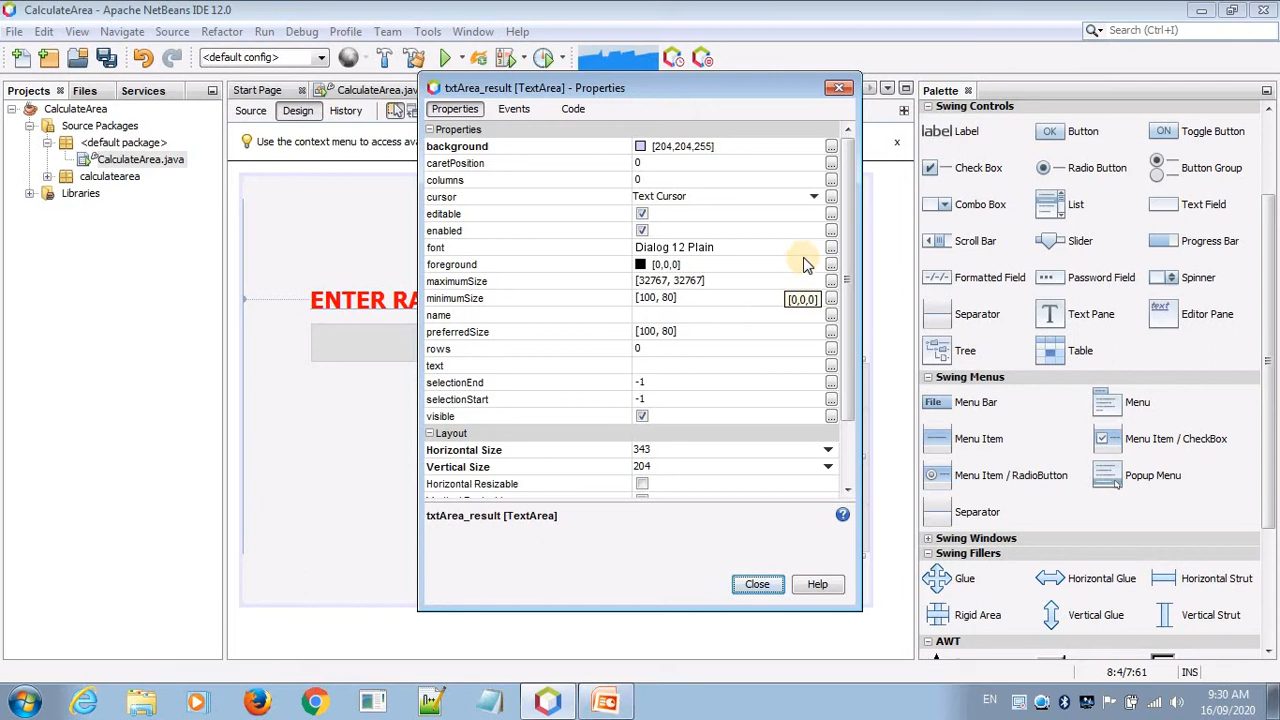 CalculateArea - Apache NetBeans IDE 12.0
File Edit View Navigate Source Refactor Run Debug Profile Team Tools Window Help
Search (Ctrl+I)
<default config>
Projects Files Services
CalculateArea
Source Packages
<default package>
CalculateArea.java
calculatearea
Libraries
Start Page CalculateArea.jav
Source Design History
Use the context menu to access ava
ENTER RA
txtArea_result [TextArea] - Properties
Properties Events Code
Properties
background [204,204,255] ...
caretPosition 0 ...
columns 0 ...
cursor Text Cursor ...
editable ...
enabled ...
font Dialog 12 Plain ...
foreground [0,0,0] ...
maximumSize [32767, 32767] ...
minimumSize [100, 80] ...
[0,0,0]
name ...
preferredSize [100, 80] ...
rows 0 ...
text ...
selectionEnd -1 ...
selectionStart -1 ...
visible ...
Layout
Horizontal Size 343
Vertical Size 204
Horizontal Resizable
txtArea_result [TextArea]
Close Help
Palette
Swing Controls
label Label OK Button ON Toggle Button
Check Box Radio Button Button Group
Combo Box List Text Field
Scroll Bar Slider Progress Bar
Formatted Field Password Field Spinner
Separator T Text Pane text Editor Pane
Tree Table
Swing Menus
File Menu Bar Menu
Menu Item Menu Item / CheckBox
Menu Item / RadioButton Popup Menu
Separator
Swing Windows
Swing Fillers
Glue Horizontal Glue Horizontal Strut
Rigid Area Vertical Glue Vertical Strut
AWT
8:4/7:61 INS
EN
9:30 AM
16/09/2020